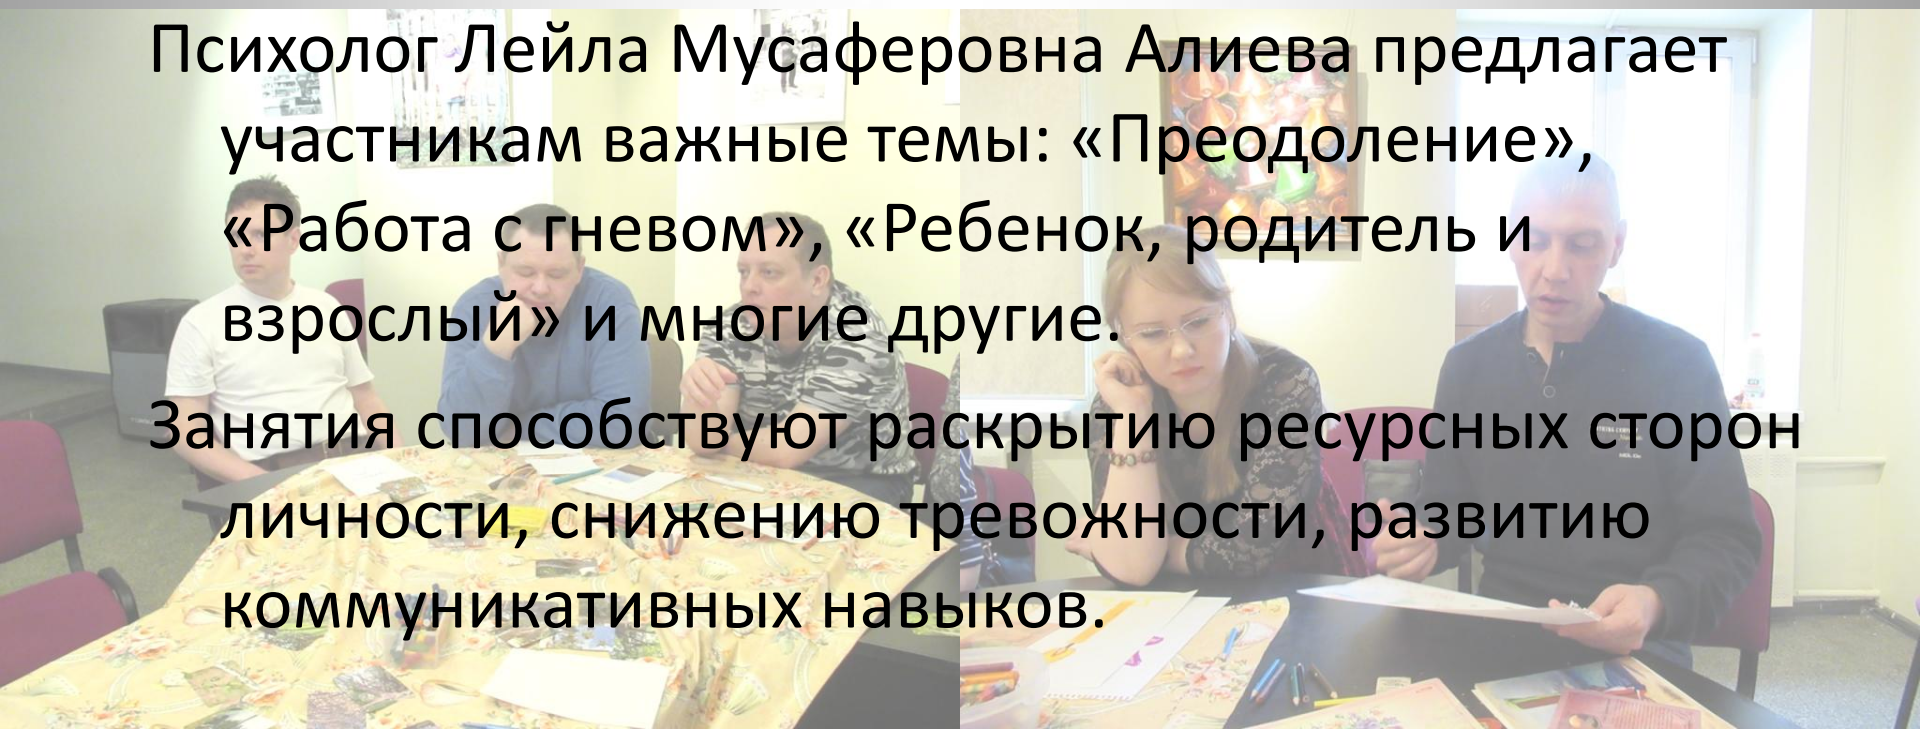 Психолог Лейла Мусаферовна Алиева предлагает
участникам важные темы: «Преодоление»,
«Работа с гневом», «Ребенок, родитель и
взрослый» и многие другие.
Занятия способствуют раскрытию ресурсных сторон
личности, снижению тревожности, развитию
коммуникативных навыков.